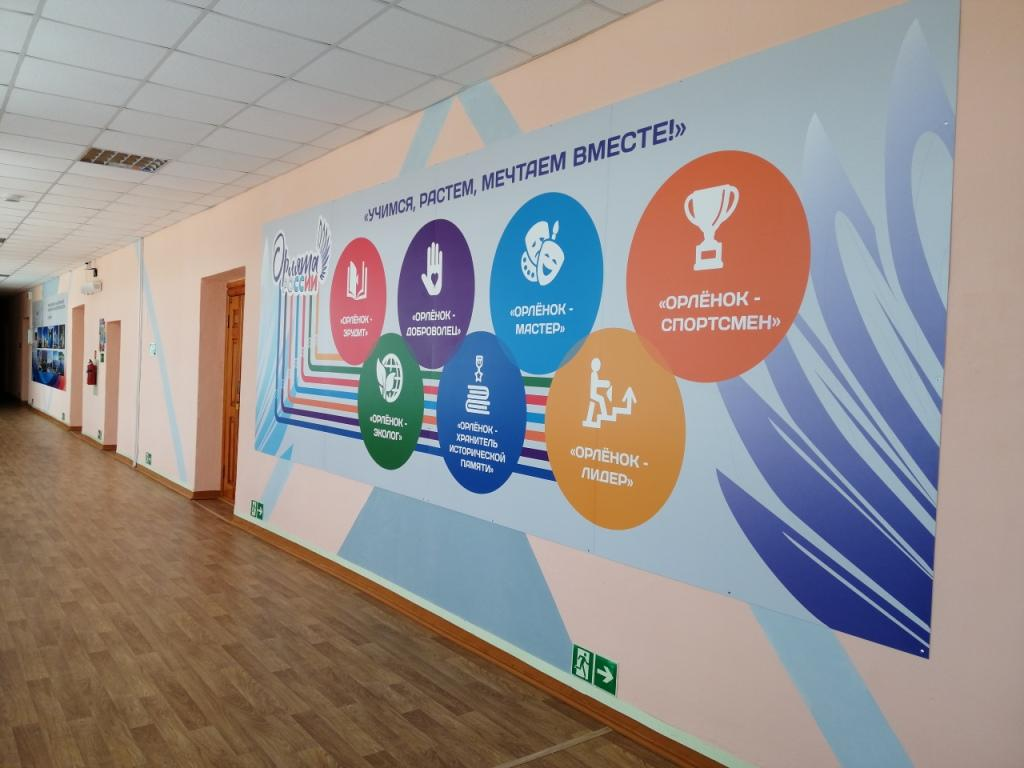 «УЧИМСЯ, РАСТЕМ, МЕЧТАЕМ ВМЕСТЕ!»
Орлята
РОССИИ
«ОРЛЁНОК -
ЭРУДИТ»
«ОРЛЁНОК -
ДОБРОВОЛЕЦ»
«ОРЛЁНОК -
МАСТЕР»
«ОРЛЁНОК -
СПОРТСМЕН»
«ОРЛЁНОК -
ЭКОЛОГ»
«ОРЛЁНОК -
ХРАНИТЕЛЬ
ИСТОРИЧЕСКОЙ
ПАМЯТИ»
«ОРЛЁНОК -
ЛИДЕР»